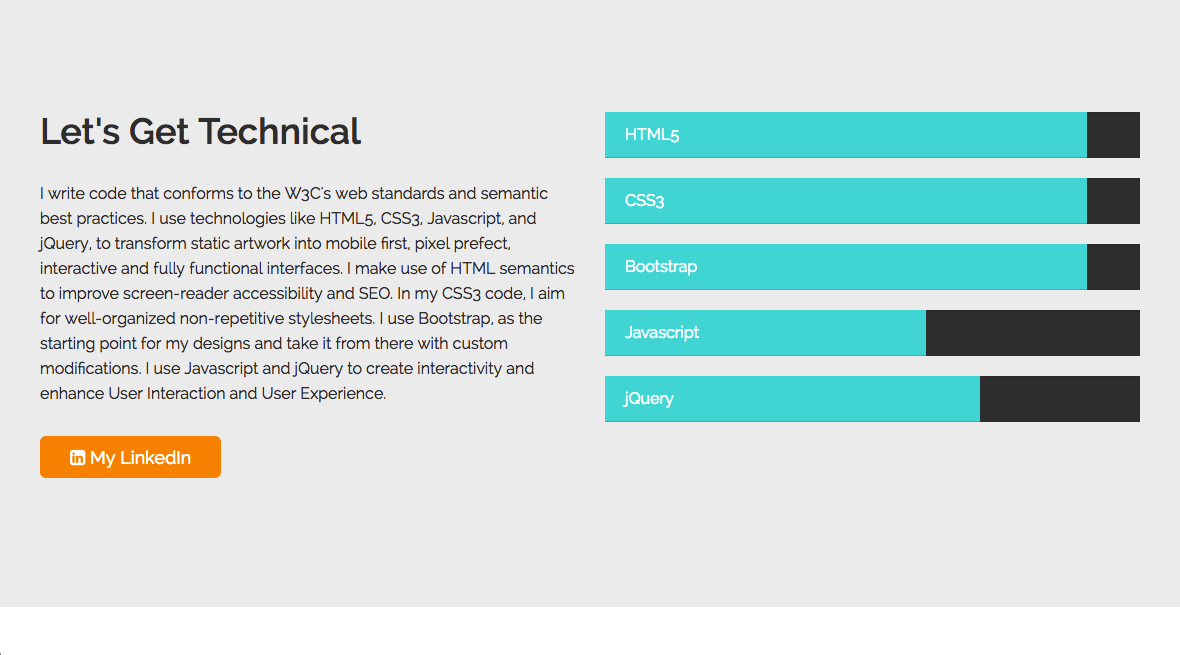 Let's Get Technical
I write code that conforms to the W3C's web standards and semantic
best practices. I use technologies like HTML5, CSS3, Javascript, and
jQuery, to transform static artwork into mobile first, pixel prefect,
interactive and fully functional interfaces. I make use of HTML semantics
to improve screen-reader accessibility and SEO. In my CSS3 code, I aim
for well-organized non-repetitive stylesheets. I use Bootstrap, as the
starting point for my designs and take it from there with custom
modifications. I use Javascript and jQuery to create interactivity and
enhance User Interaction and User Experience.
in My LinkedIn
HTML5
CSS3
Bootstrap
Javascript
jQuery